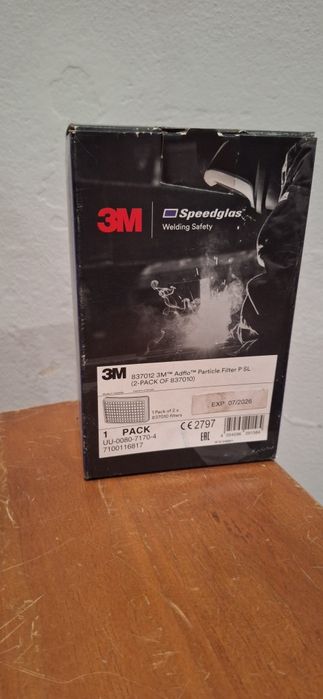 3M
Speedglas
Welding Safety
3M 837012 3M™ Adflo™ Particle Filter P SL
(2-PACK OF 837010)
1 Pack of 2 x
837010 filters
EXP 07/2026
1 PACK
UU-0080-7170-4
7100116817
CE 2797
EAC